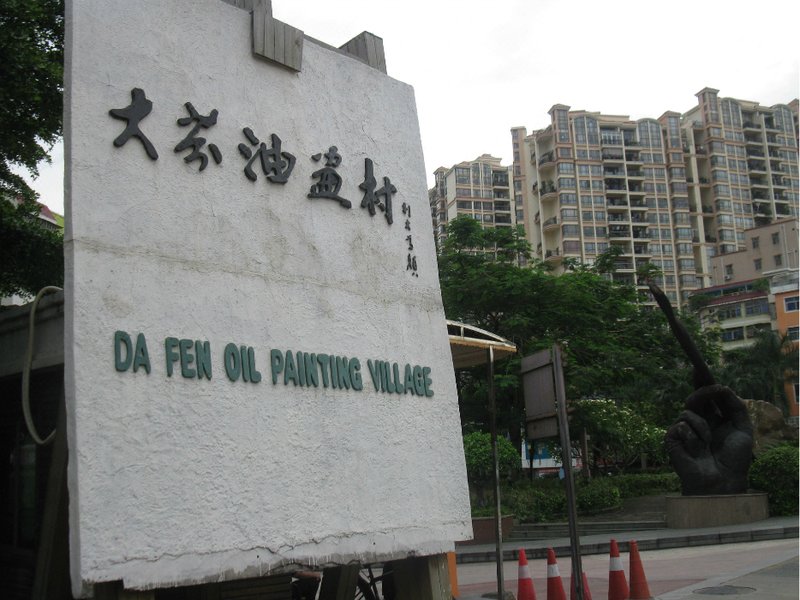 大芬油画村
DA FEN OIL PAINTING VILLAGE